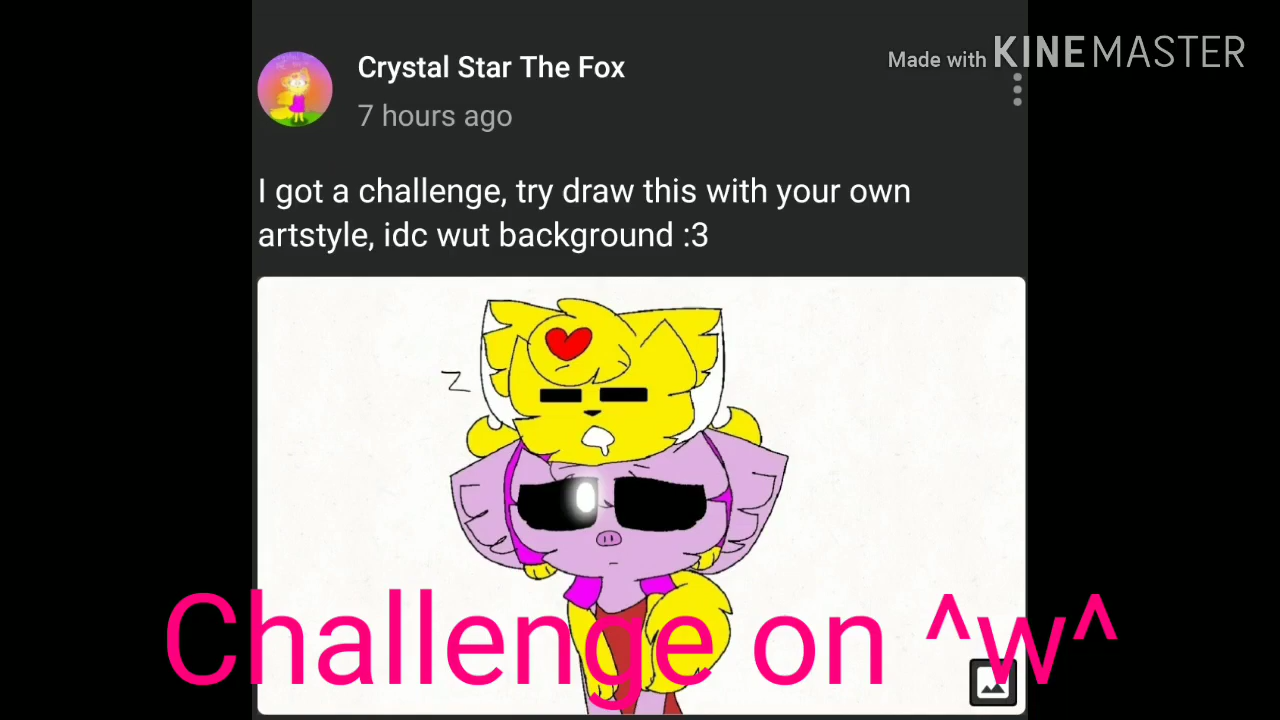 Crystal Star The Fox
Made with KINEMASTER
7 hours ago
I got a challenge, try draw this with your own
artstyle, idc wut background :3
Z
Challenge on ^w^